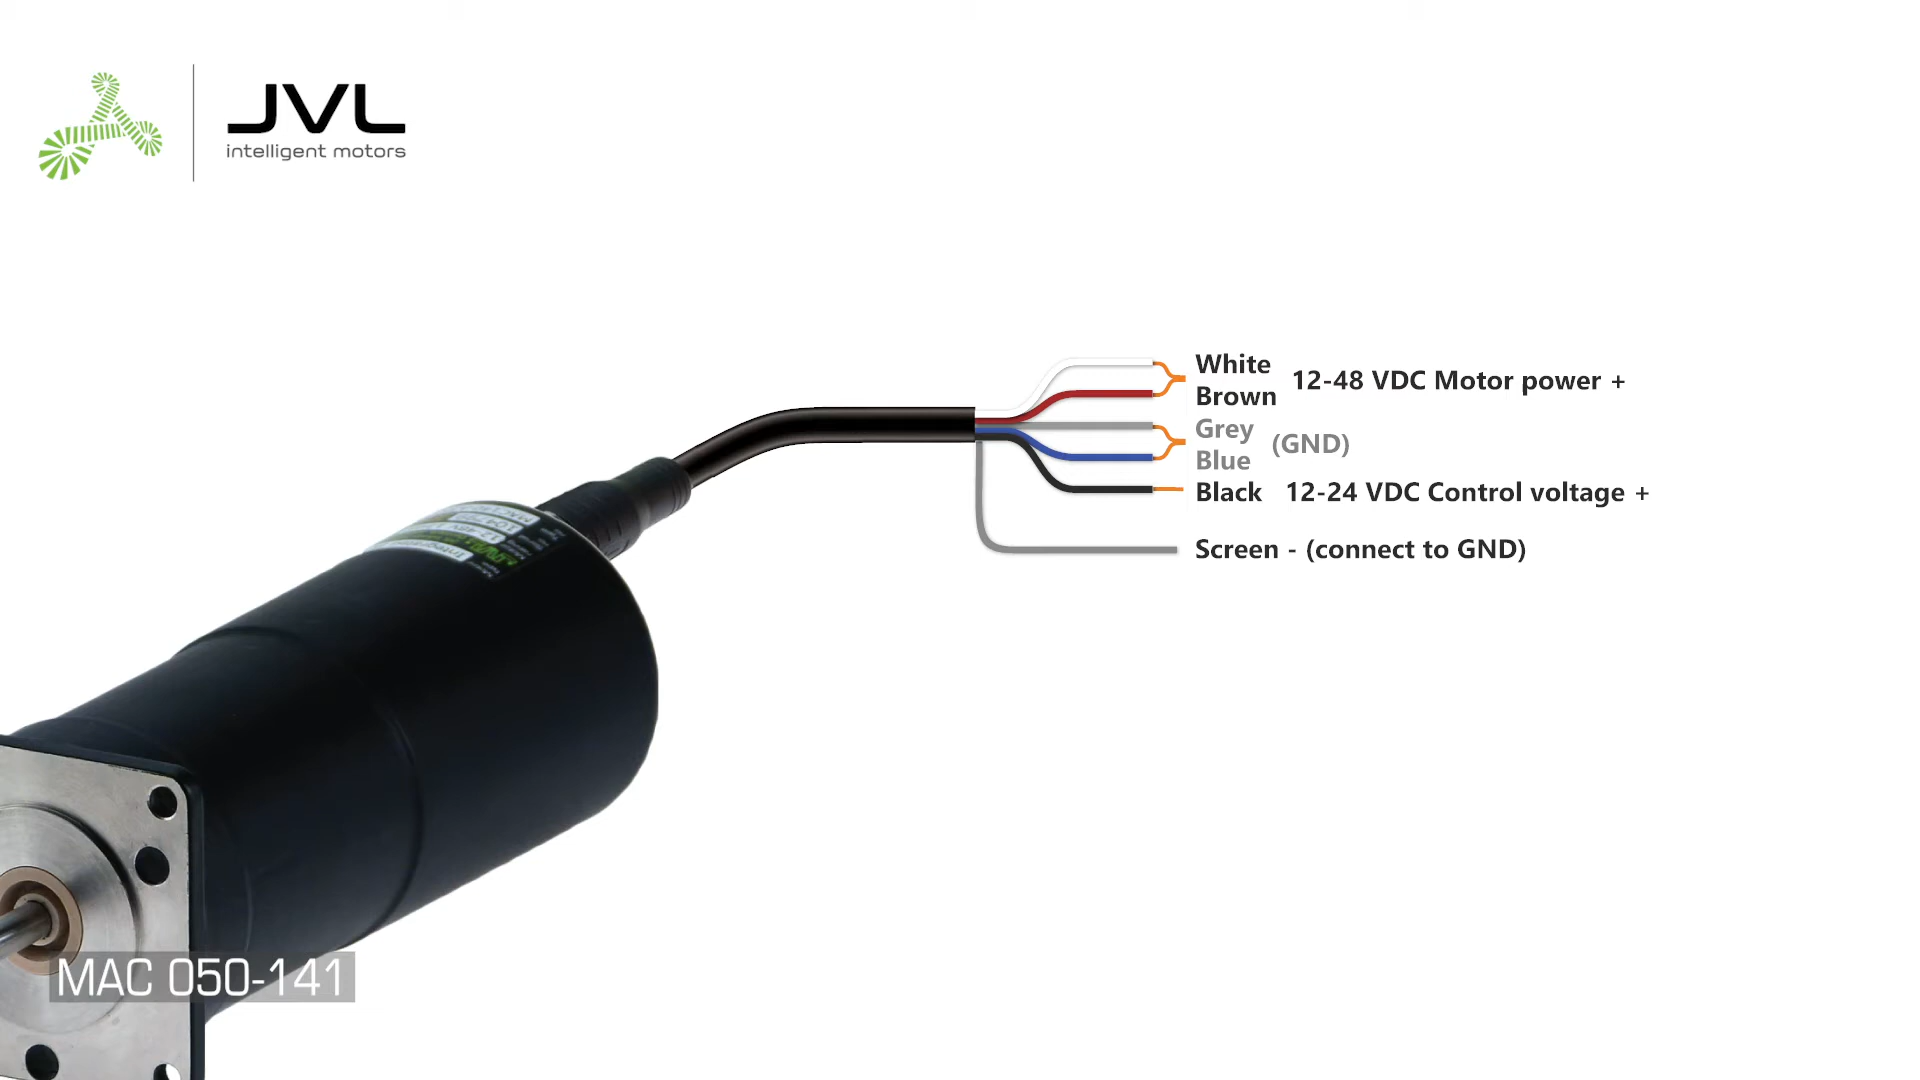 JVL
intelligent motors
White
Brown
12-48 VDC Motor power +
Grey
Blue
(GND)
Black 12-24 VDC Control voltage +
Screen - (connect to GND)
MAC 050-141